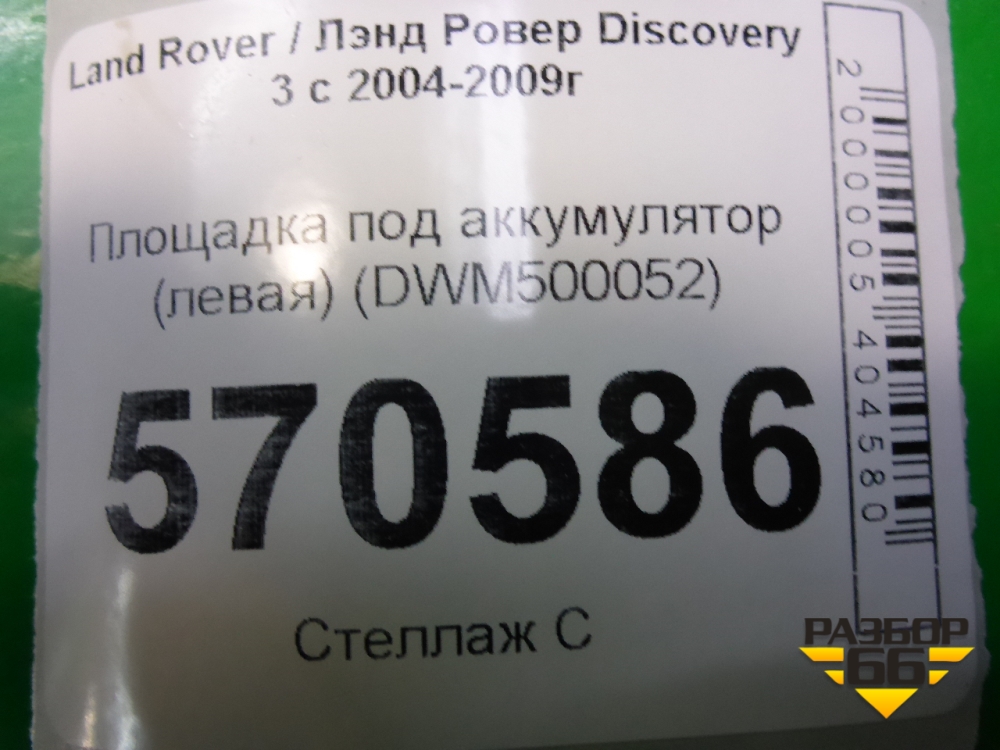 Land Rover / Лэнд Ровер Discovery
3 с 2004-2009г
Площадка под аккумулятор
(левая) (DWM500052)
570586
Стеллаж С
2000005404580
РАЗБОР
66